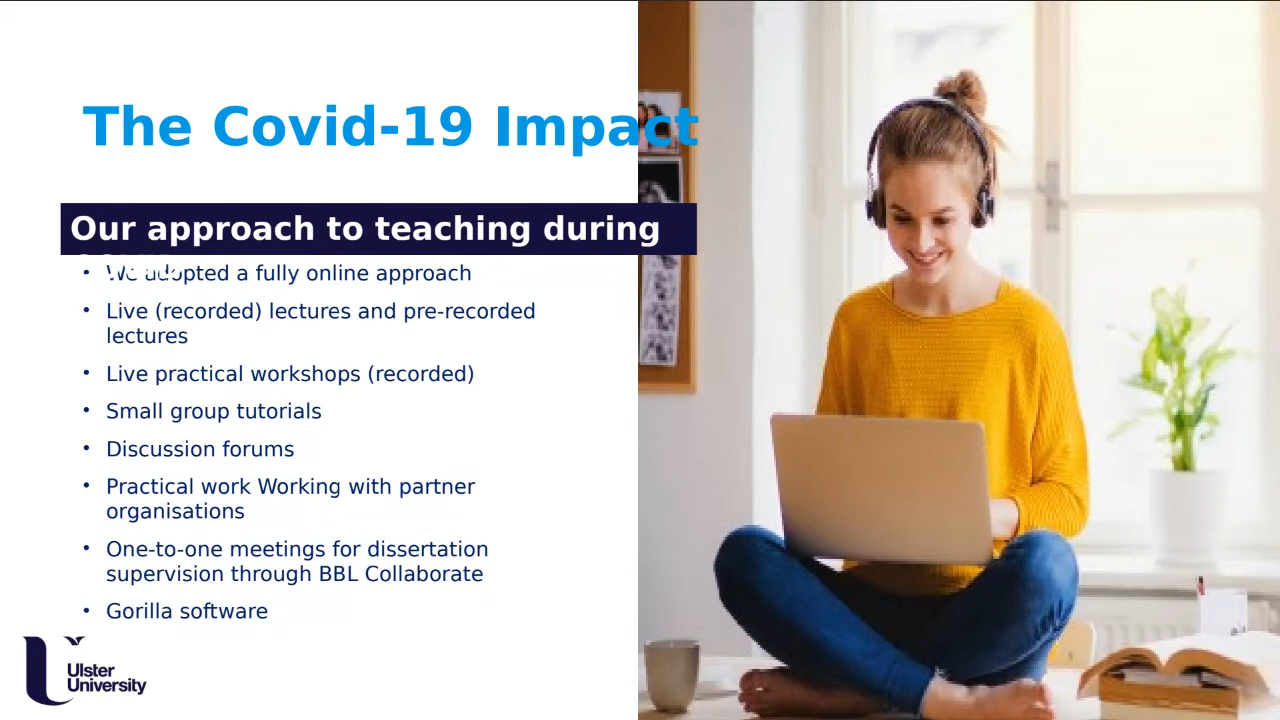 The Covid-19 Impact
Our approach to teaching during
covid
• We adopted a fully online approach
• Live (recorded) lectures and pre-recorded
lectures
• Live practical workshops (recorded)
• Small group tutorials
• Discussion forums
• Practical work Working with partner
organisations
• One-to-one meetings for dissertation
supervision through BBL Collaborate
• Gorilla software
Ulster
University